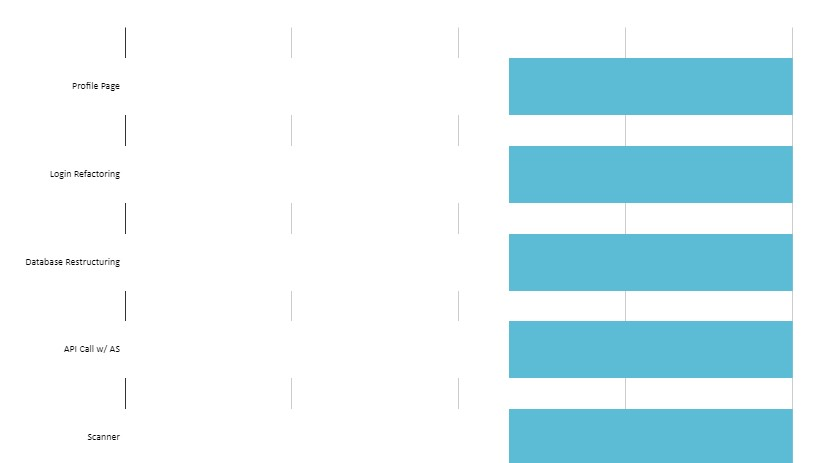 Profile Page
Login Refactoring
Database Restructuring
API Call w/ AS
Scanner